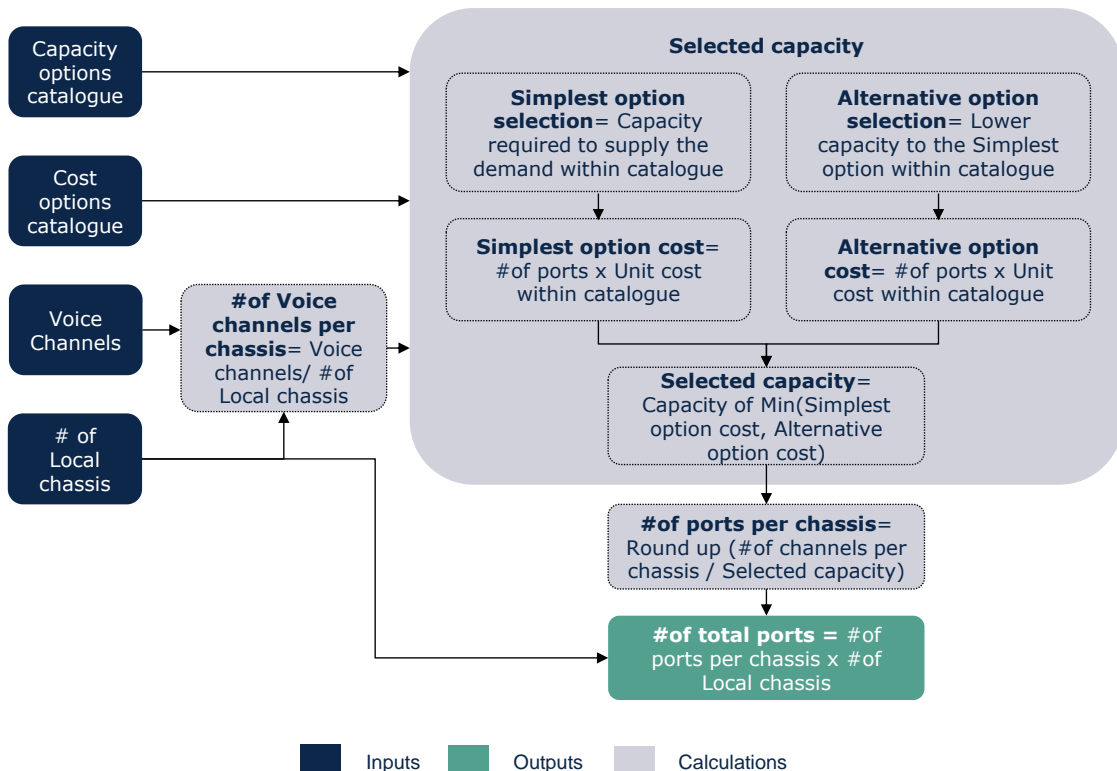 Capacity
options
catalogue
Cost
options
catalogue
Voice
Channels
# of
Local
chassis
#of Voice
channels per
chassis= Voice
channels/ #of
Local chassis
Selected capacity
Simplest option
selection= Capacity
required to supply the
demand within catalogue
Alternative option
selection= Lower
capacity to the Simplest
option within catalogue
Simplest option cost=
#of ports x Unit cost
within catalogue
Alternative option
cost= #of ports x Unit
cost within catalogue
Selected capacity=
Capacity of Min(Simplest
option cost, Alternative
option cost)
#of ports per chassis=
Round up (#of channels per
chassis / Selected capacity)
#of total ports = #of
ports per chassis x #of
Local chassis
Inputs
Outputs
Calculations